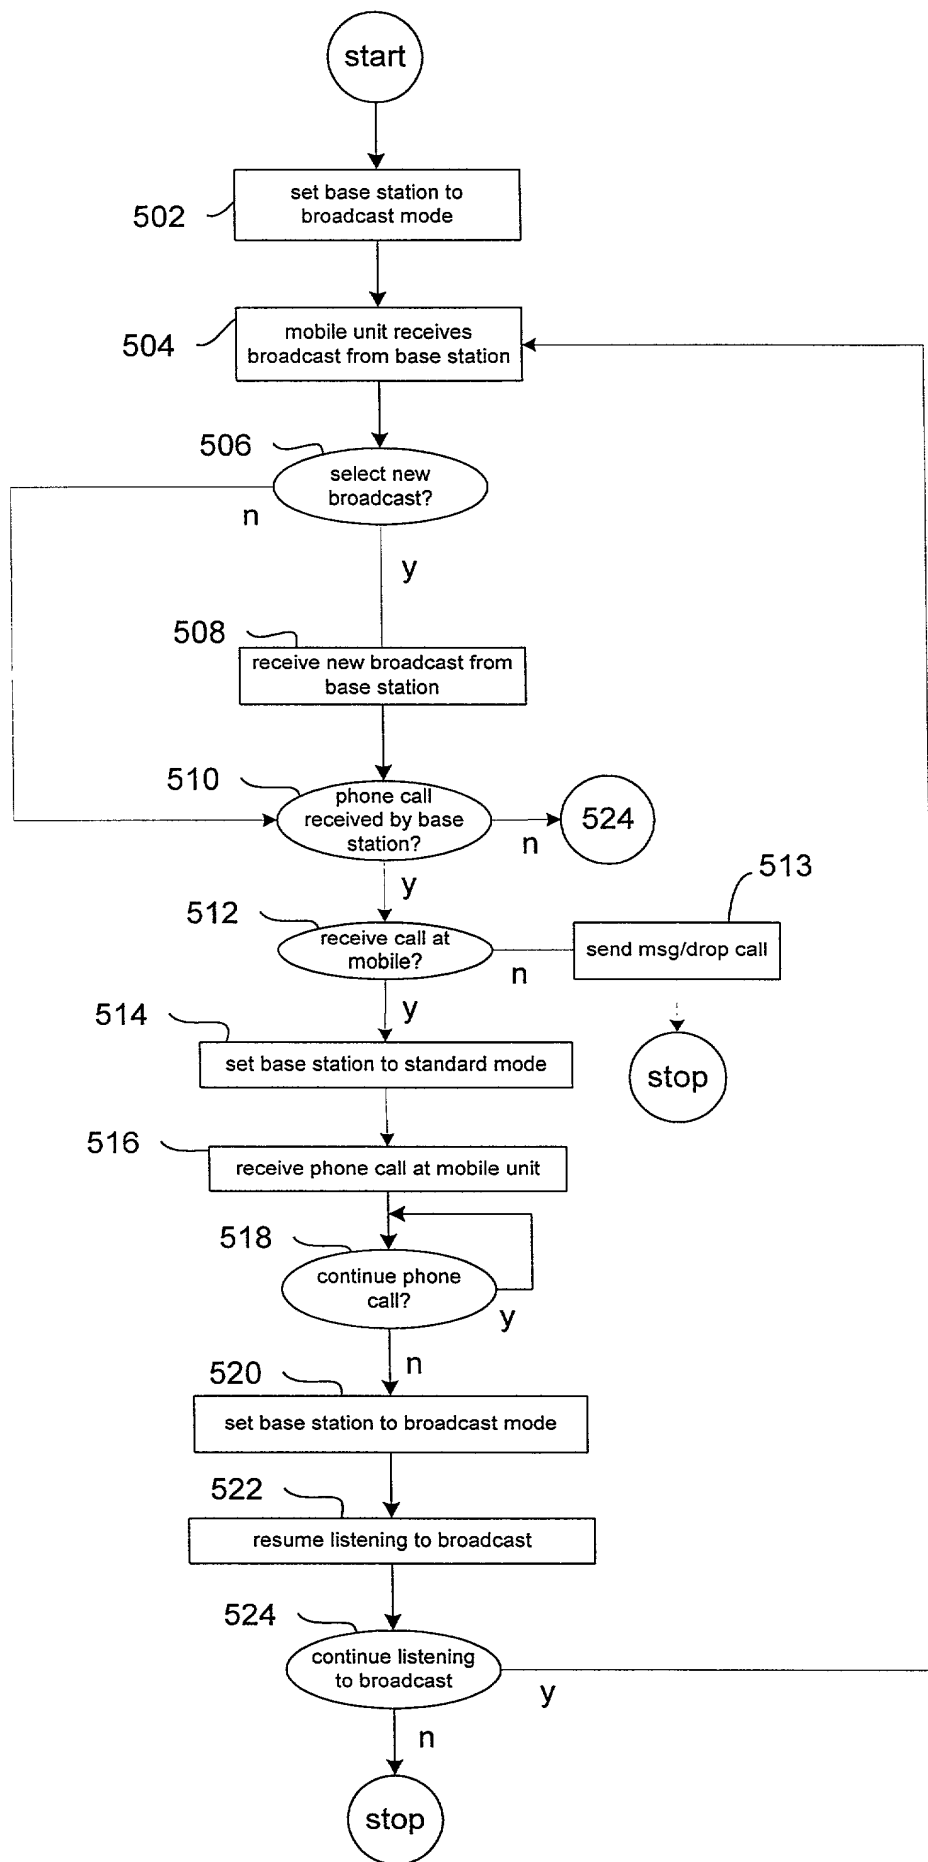 start
502
set base station to
broadcast mode
504
mobile unit receives
broadcast from base station
506
select new
broadcast?
n
y
508
receive new broadcast from
base station
510
phone call
received by base
station?
n
524
y
513
512
receive call at
mobile?
n
send msg/drop call
y
514
set base station to standard mode
stop
516
receive phone call at mobile unit
518
continue phone
call?
y
n
520
set base station to broadcast mode
522
resume listening to broadcast
524
continue listening
to broadcast
y
n
stop